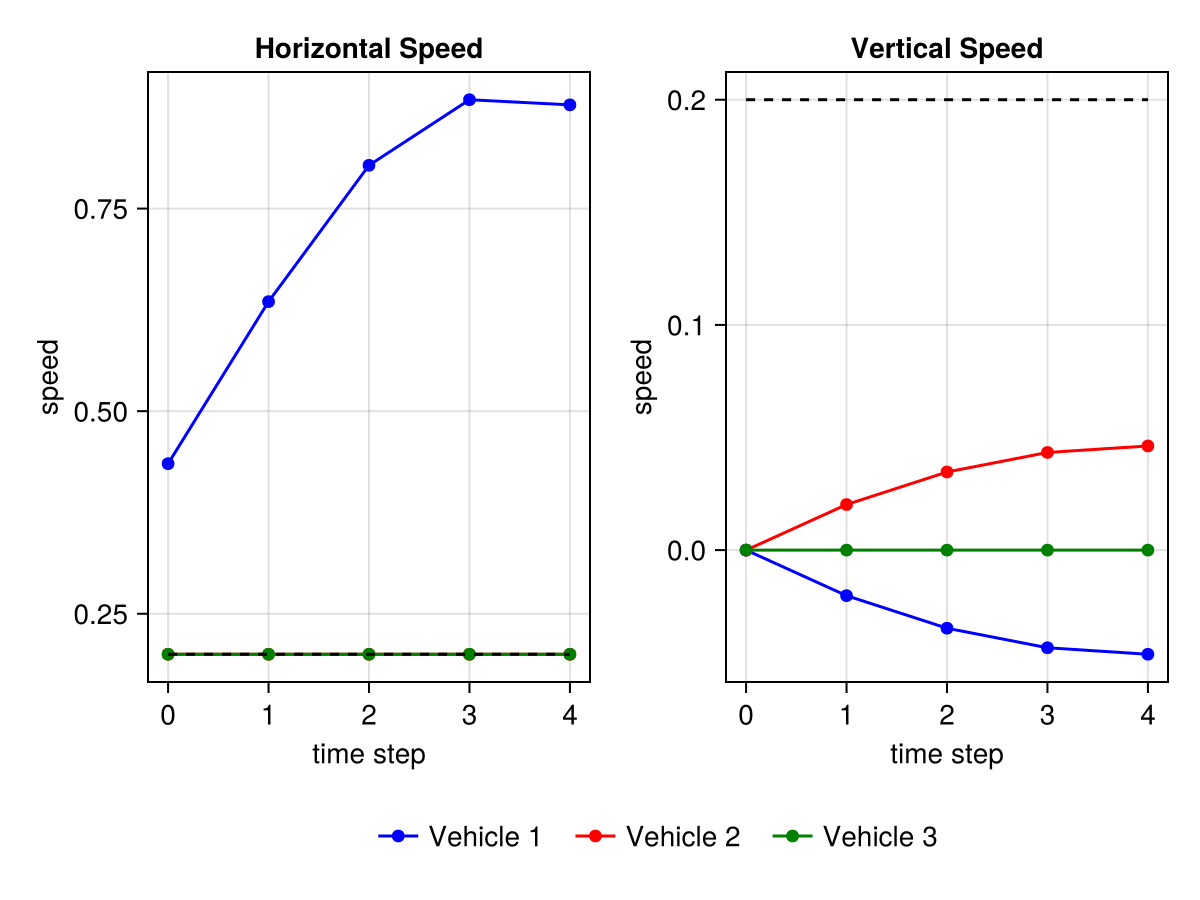 Horizontal Speed
speed
0.75
0.50
0.25
0 1 2 3 4
time step
Vertical Speed
speed
0.2
0.1
0.0
0 1 2 3 4
time step
Vehicle 1 Vehicle 2 Vehicle 3